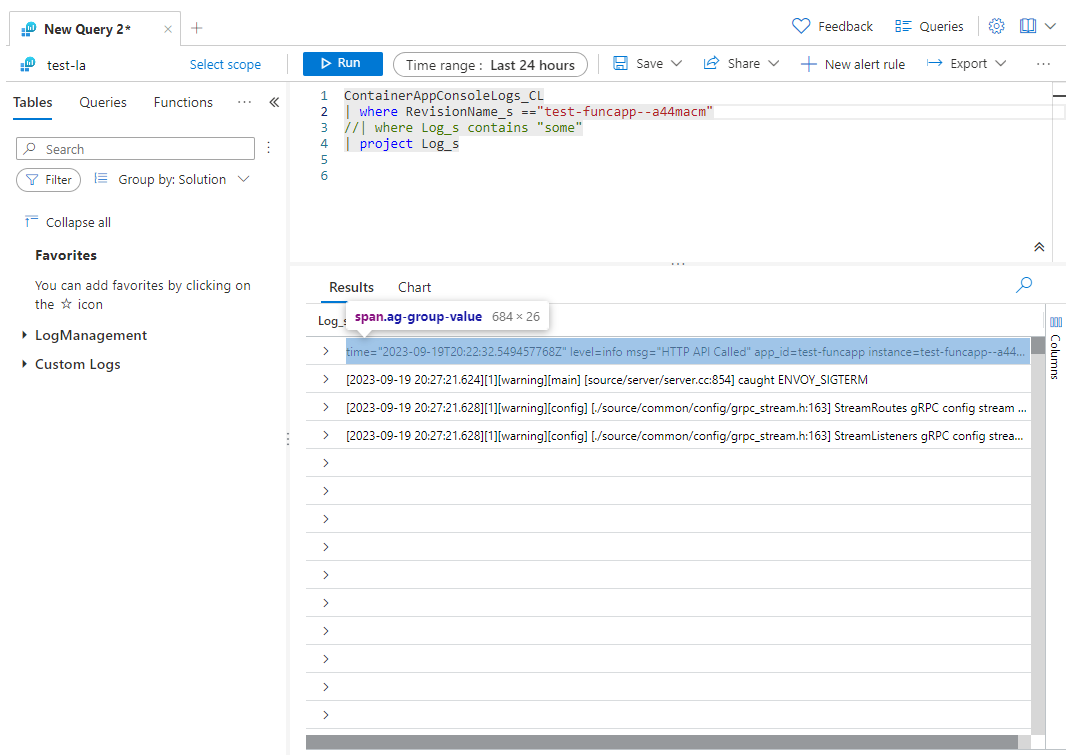 New Query 2*
Feedback
Queries
test-la
Select scope
Run
Time range : Last 24 hours
Save
Share
New alert rule
Export
Tables
Queries
Functions
Search
Filter
Group by: Solution
Collapse all
Favorites
You can add favorites by clicking on
the ☆ icon
LogManagement
Custom Logs
1 ContainerAppConsoleLogs_CL
2 | where RevisionName_s =="test-funcapp--a44macm"
3 //| where Log_s contains "some"
4 | project Log_s
5
6
Results
Chart
Log_s
span.ag-group-value 684 × 26
time="2023-09-19T20:22:32.549457768Z" level=info msg="HTTP API Called" app_id=test-funcapp instance=test-funcapp--a44...
[2023-09-19 20:27:21.624][1][warning][main] [source/server/server.cc:854] caught ENVOY_SIGTERM
[2023-09-19 20:27:21.628][1][warning][config] [./source/common/config/grpc_stream.h:163] StreamRoutes gRPC config stream ...
[2023-09-19 20:27:21.628][1][warning][config] [./source/common/config/grpc_stream.h:163] StreamListeners gRPC config strea...
Columns